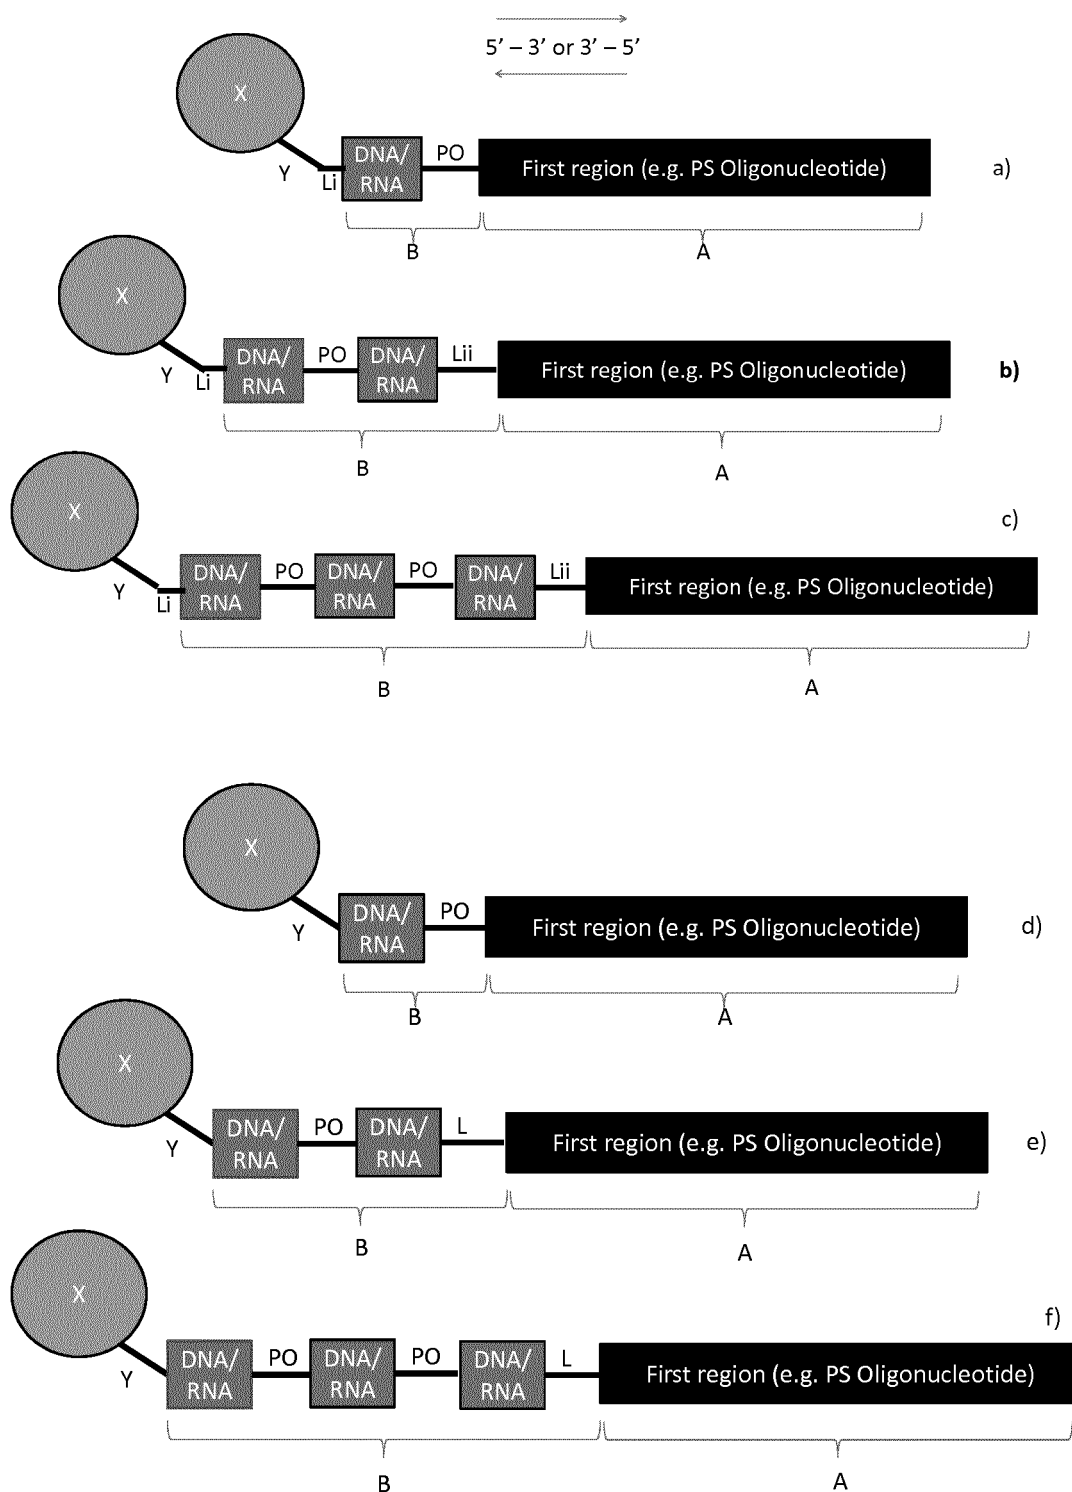 5’ – 3’ or 3’ – 5’
X
Y
Li
DNA/
RNA
PO
First region (e.g. PS Oligonucleotide)
a)
B
A
X
Y
Li
DNA/
RNA
PO
DNA/
RNA
Lii
First region (e.g. PS Oligonucleotide)
b)
B
A
X
Y
Li
DNA/
RNA
PO
DNA/
RNA
PO
DNA/
RNA
Lii
First region (e.g. PS Oligonucleotide)
c)
B
A
X
Y
DNA/
RNA
PO
First region (e.g. PS Oligonucleotide)
d)
B
A
X
Y
DNA/
RNA
PO
DNA/
RNA
L
First region (e.g. PS Oligonucleotide)
e)
B
A
X
Y
DNA/
RNA
PO
DNA/
RNA
PO
DNA/
RNA
L
First region (e.g. PS Oligonucleotide)
f)
B
A